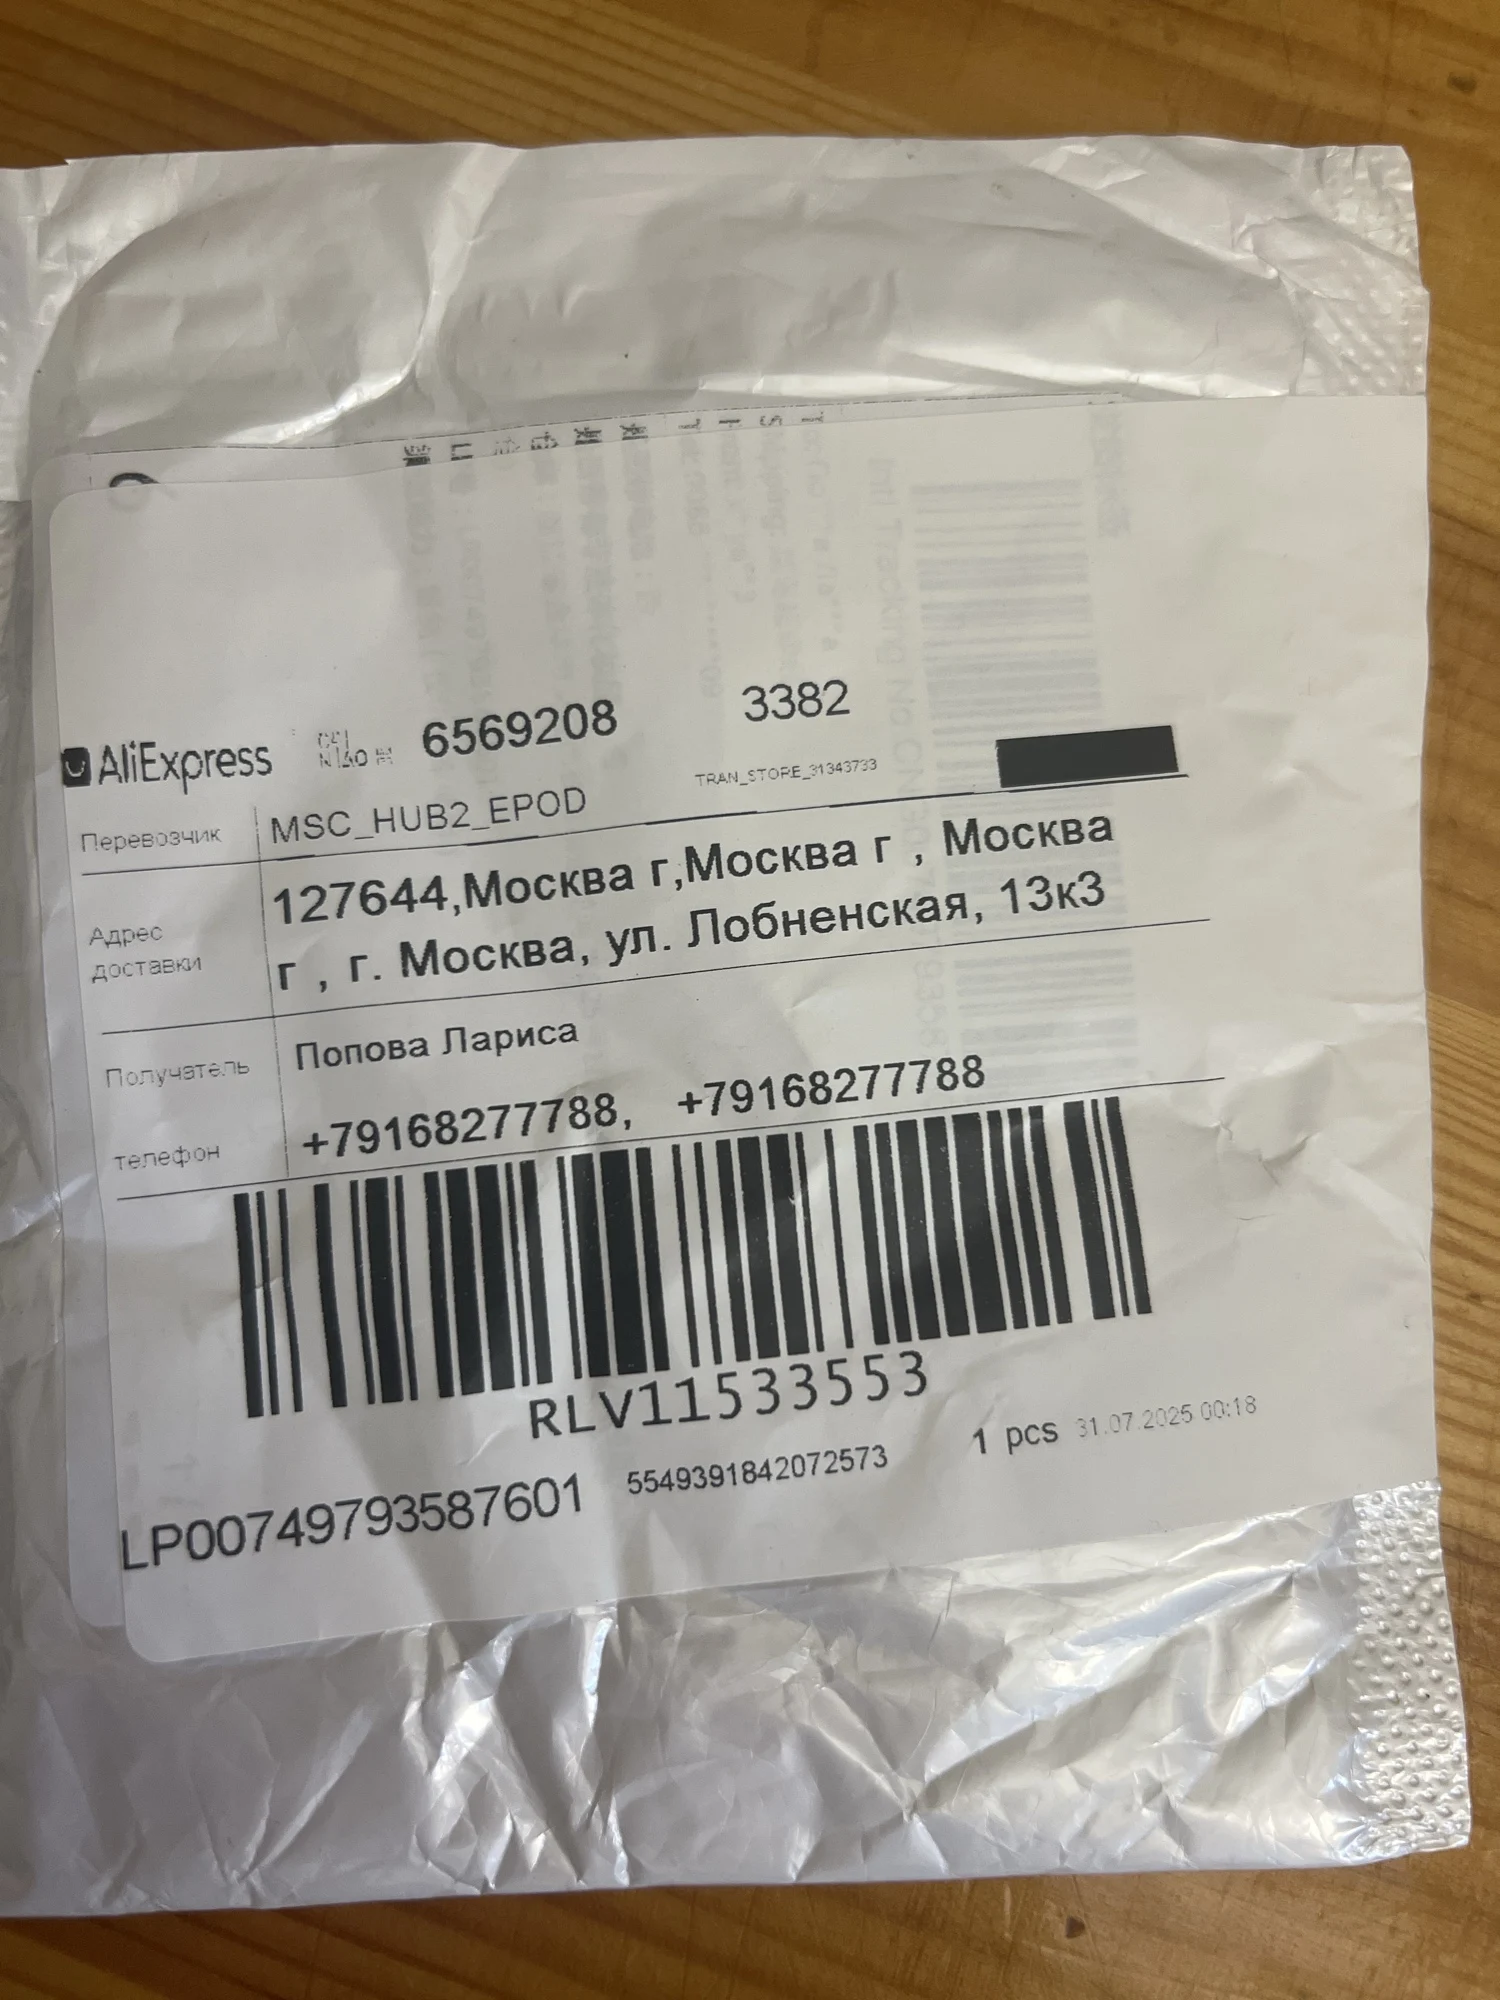 AliExpress 6569208 3382
TRAN_STORE_31343733
Перевозчик MSC_HUB2_EPOD
Адрес доставки
127644,Москва г,Москва г , Москва
г , г. Москва, ул. Лобненская, 13к3
Получатель Попова Лариса
телефон +79168277788, +79168277788
RLV11533553
LP00749793587601 5549391842072573 1 pcs 31.07.2025 00:18